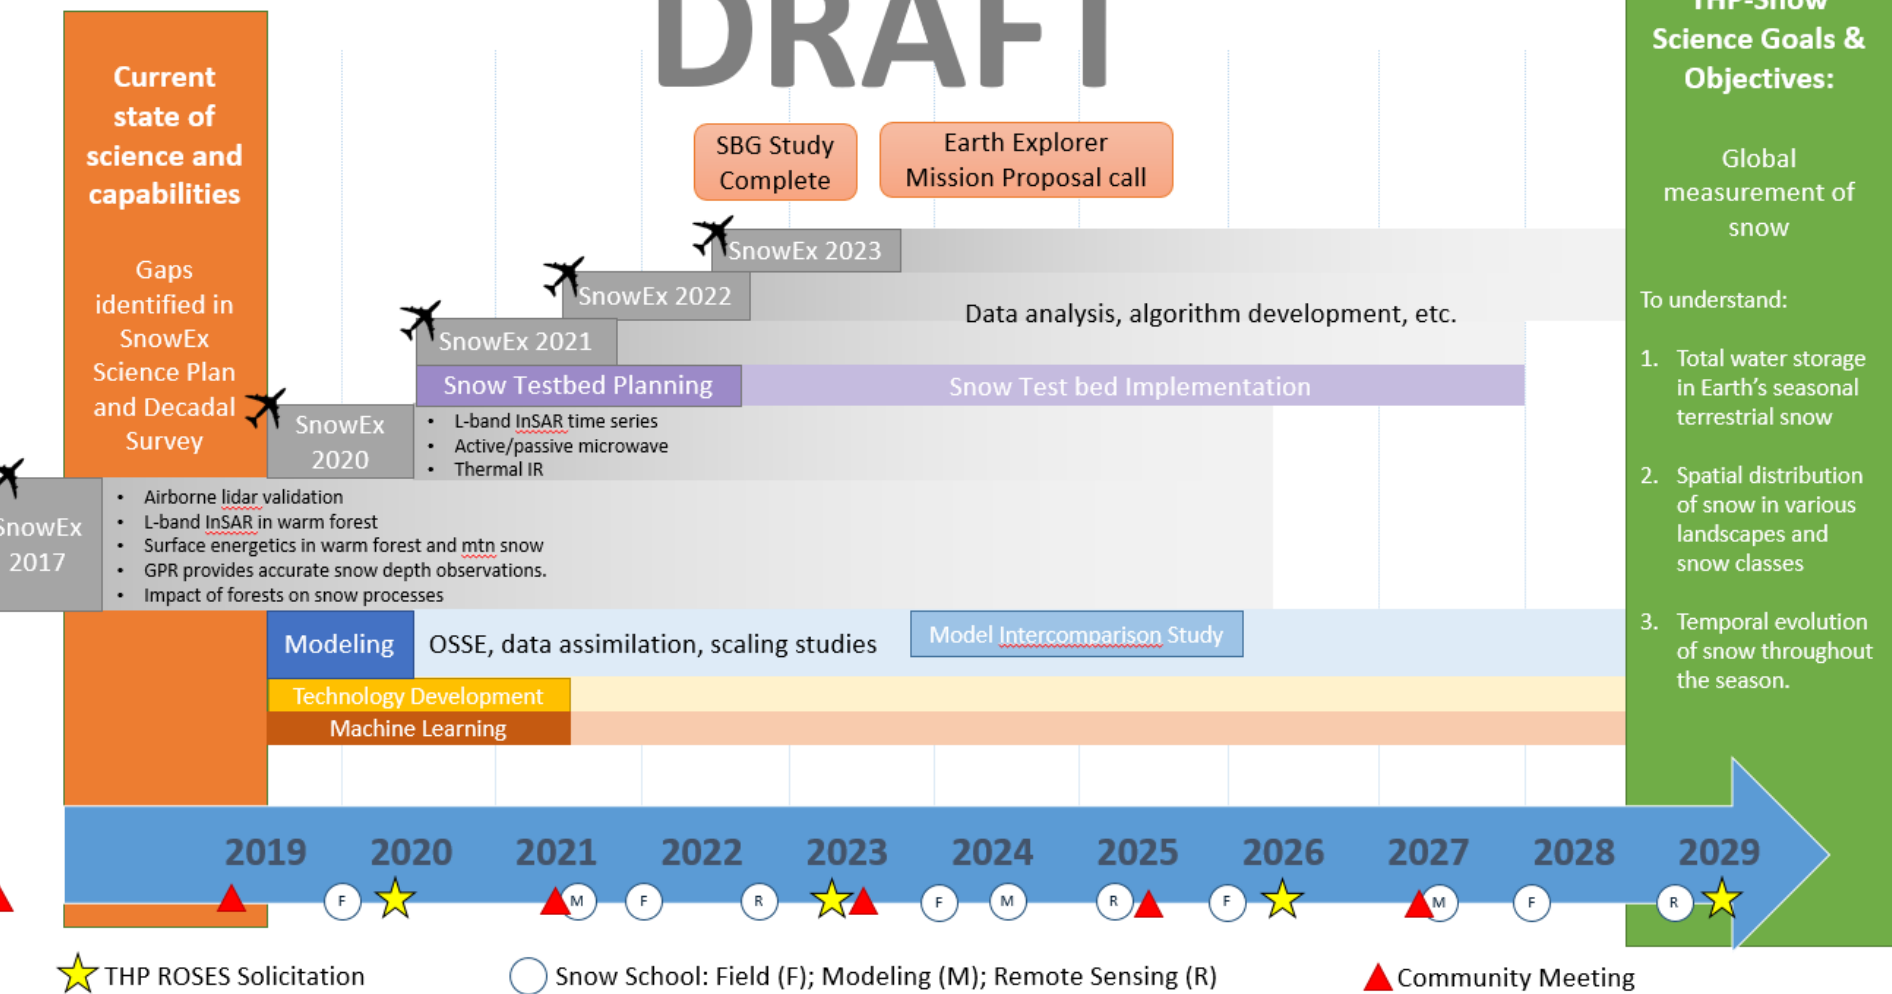 DRAFT
THP-Snow
Science Goals &
Objectives:
Global
measurement of
snow
To understand:
1. Total water storage
in Earth's seasonal
terrestrial snow
2. Spatial distribution
of snow in various
landscapes and
snow classes
3. Temporal evolution
of snow throughout
the season.
Current
state of
science and
capabilities
Gaps
identified in
SnowEx
Science Plan
and Decadal
Survey
SBG Study
Complete
Earth Explorer
Mission Proposal call
SnowEx 2023
SnowEx 2022
Data analysis, algorithm development, etc.
SnowEx 2021
Snow Testbed Planning
Snow Test bed Implementation
SnowEx
2020
• L-band InSAR time series
• Active/passive microwave
• Thermal IR
SnowEx
2017
• Airborne lidar validation
• L-band InSAR in warm forest
• Surface energetics in warm forest and mtn snow
• GPR provides accurate snow depth observations.
• Impact of forests on snow processes
Modeling
OSSE, data assimilation, scaling studies
Model Intercomparison Study
Technology Development
Machine Learning
2019 2020 2021 2022 2023 2024 2025 2026 2027 2028 2029
F M F R F M R F M F R
THP ROSES Solicitation
Snow School: Field (F); Modeling (M); Remote Sensing (R)
Community Meeting